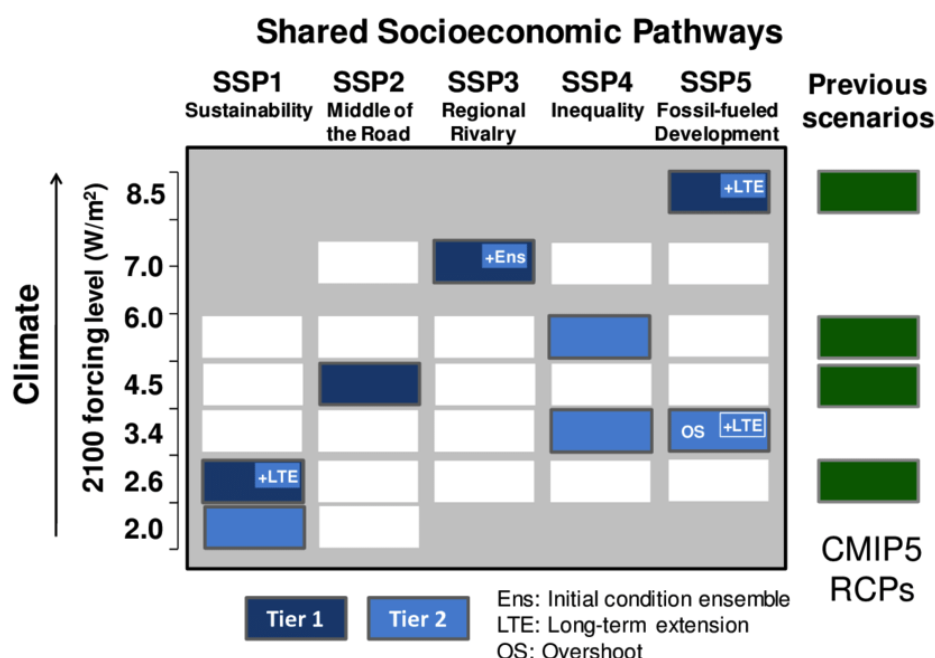 Shared Socioeconomic Pathways
SSP1
Sustainability
SSP2
Middle of
the Road
SSP3
Regional
Rivalry
SSP4
Inequality
SSP5
Fossil-fueled
Development
Previous
scenarios
Climate
2100 forcing level (W/m²)
8.5
+LTE
7.0
+Ens
6.0
4.5
3.4
OS
+LTE
2.6
+LTE
2.0
CMIP5
RCPs
Tier 1
Tier 2
Ens: Initial condition ensemble
LTE: Long-term extension
OS: Overshoot